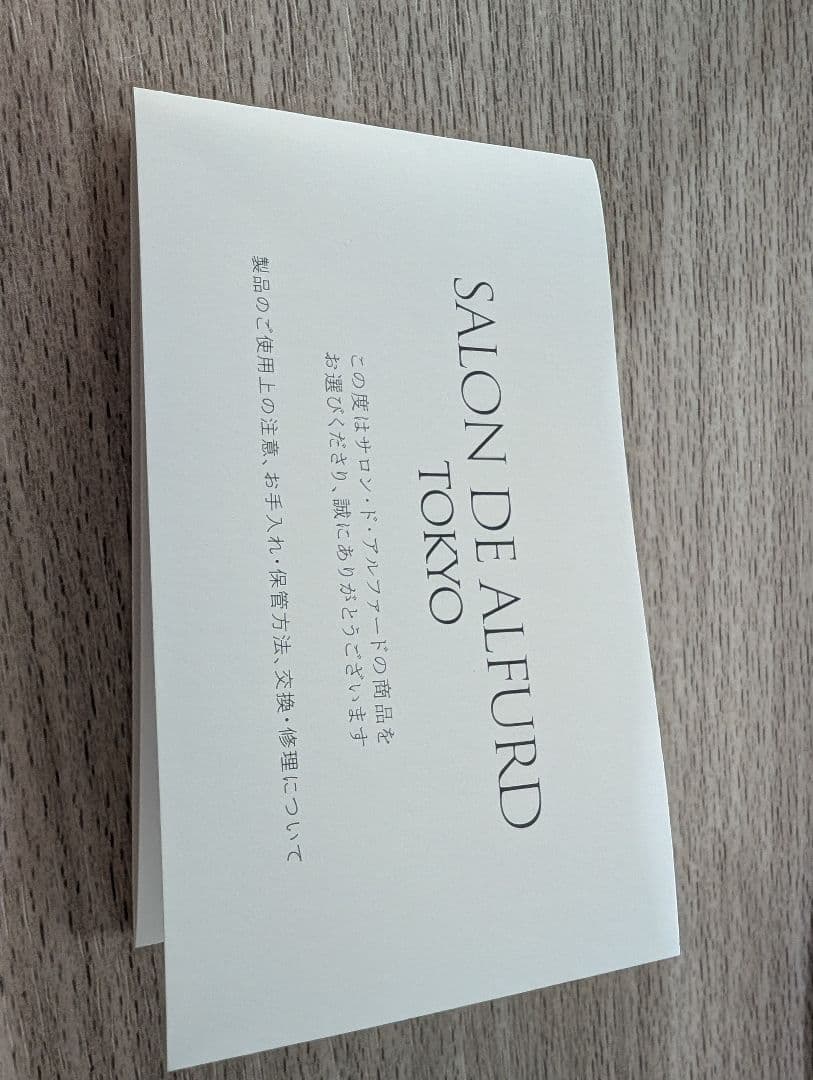 SALON DE ALFURD
TOKYO
この度はサロン・ド・アルファードの商品を
お選びくださり、誠にありがとうございます
製品のご使用上の注意、お手入れ・保管方法、交換・修理について